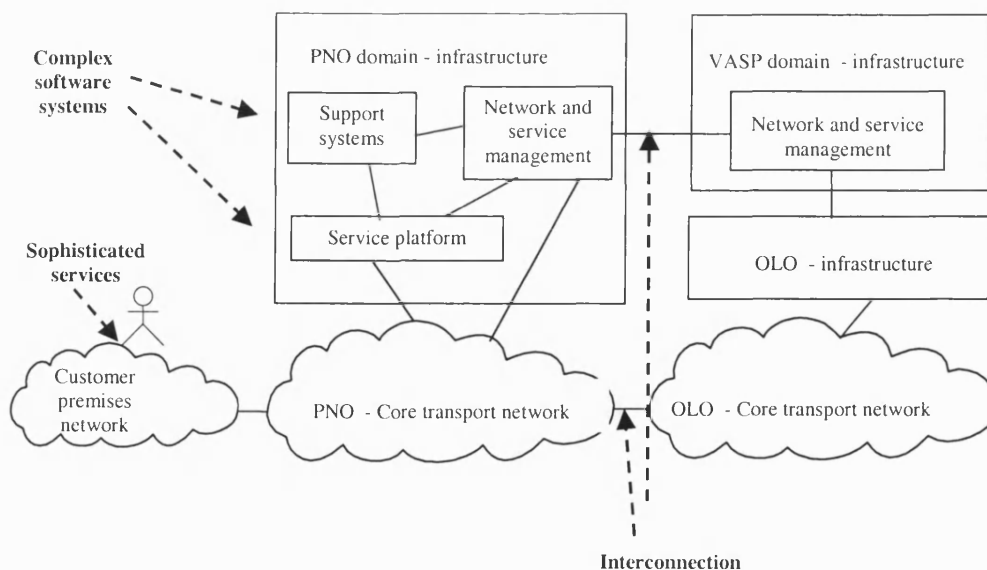 Complex
software
systems
PNO domain - infrastructure
Support
systems
Network and
service
management
Service platform
VASP domain - infrastructure
Network and service
management
OLO - infrastructure
Sophisticated
services
Customer
premises
network
PNO - Core transport network
OLO - Core transport network
Interconnection